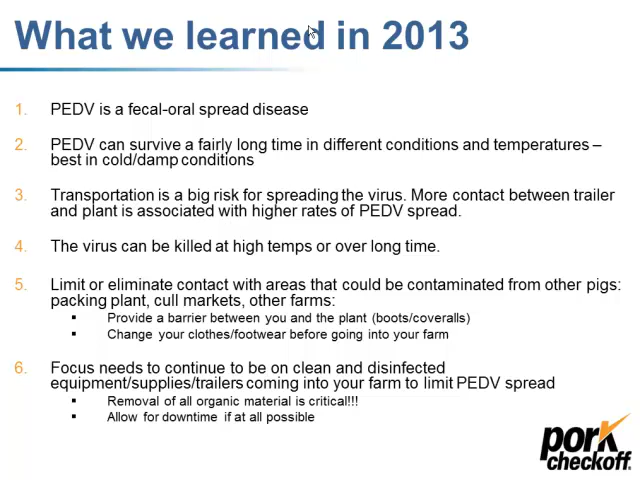 What we learned in 2013
1. PEDV is a fecal-oral spread disease
2. PEDV can survive a fairly long time in different conditions and temperatures –
best in cold/damp conditions
3. Transportation is a big risk for spreading the virus. More contact between trailer
and plant is associated with higher rates of PEDV spread.
4. The virus can be killed at high temps or over long time.
5. Limit or eliminate contact with areas that could be contaminated from other pigs:
packing plant, cull markets, other farms:
▪ Provide a barrier between you and the plant (boots/coveralls)
▪ Change your clothes/footwear before going into your farm
6. Focus needs to continue to be on clean and disinfected
equipment/supplies/trailers coming into your farm to limit PEDV spread
▪ Removal of all organic material is critical!!!
▪ Allow for downtime if at all possible
pork
checkoff.